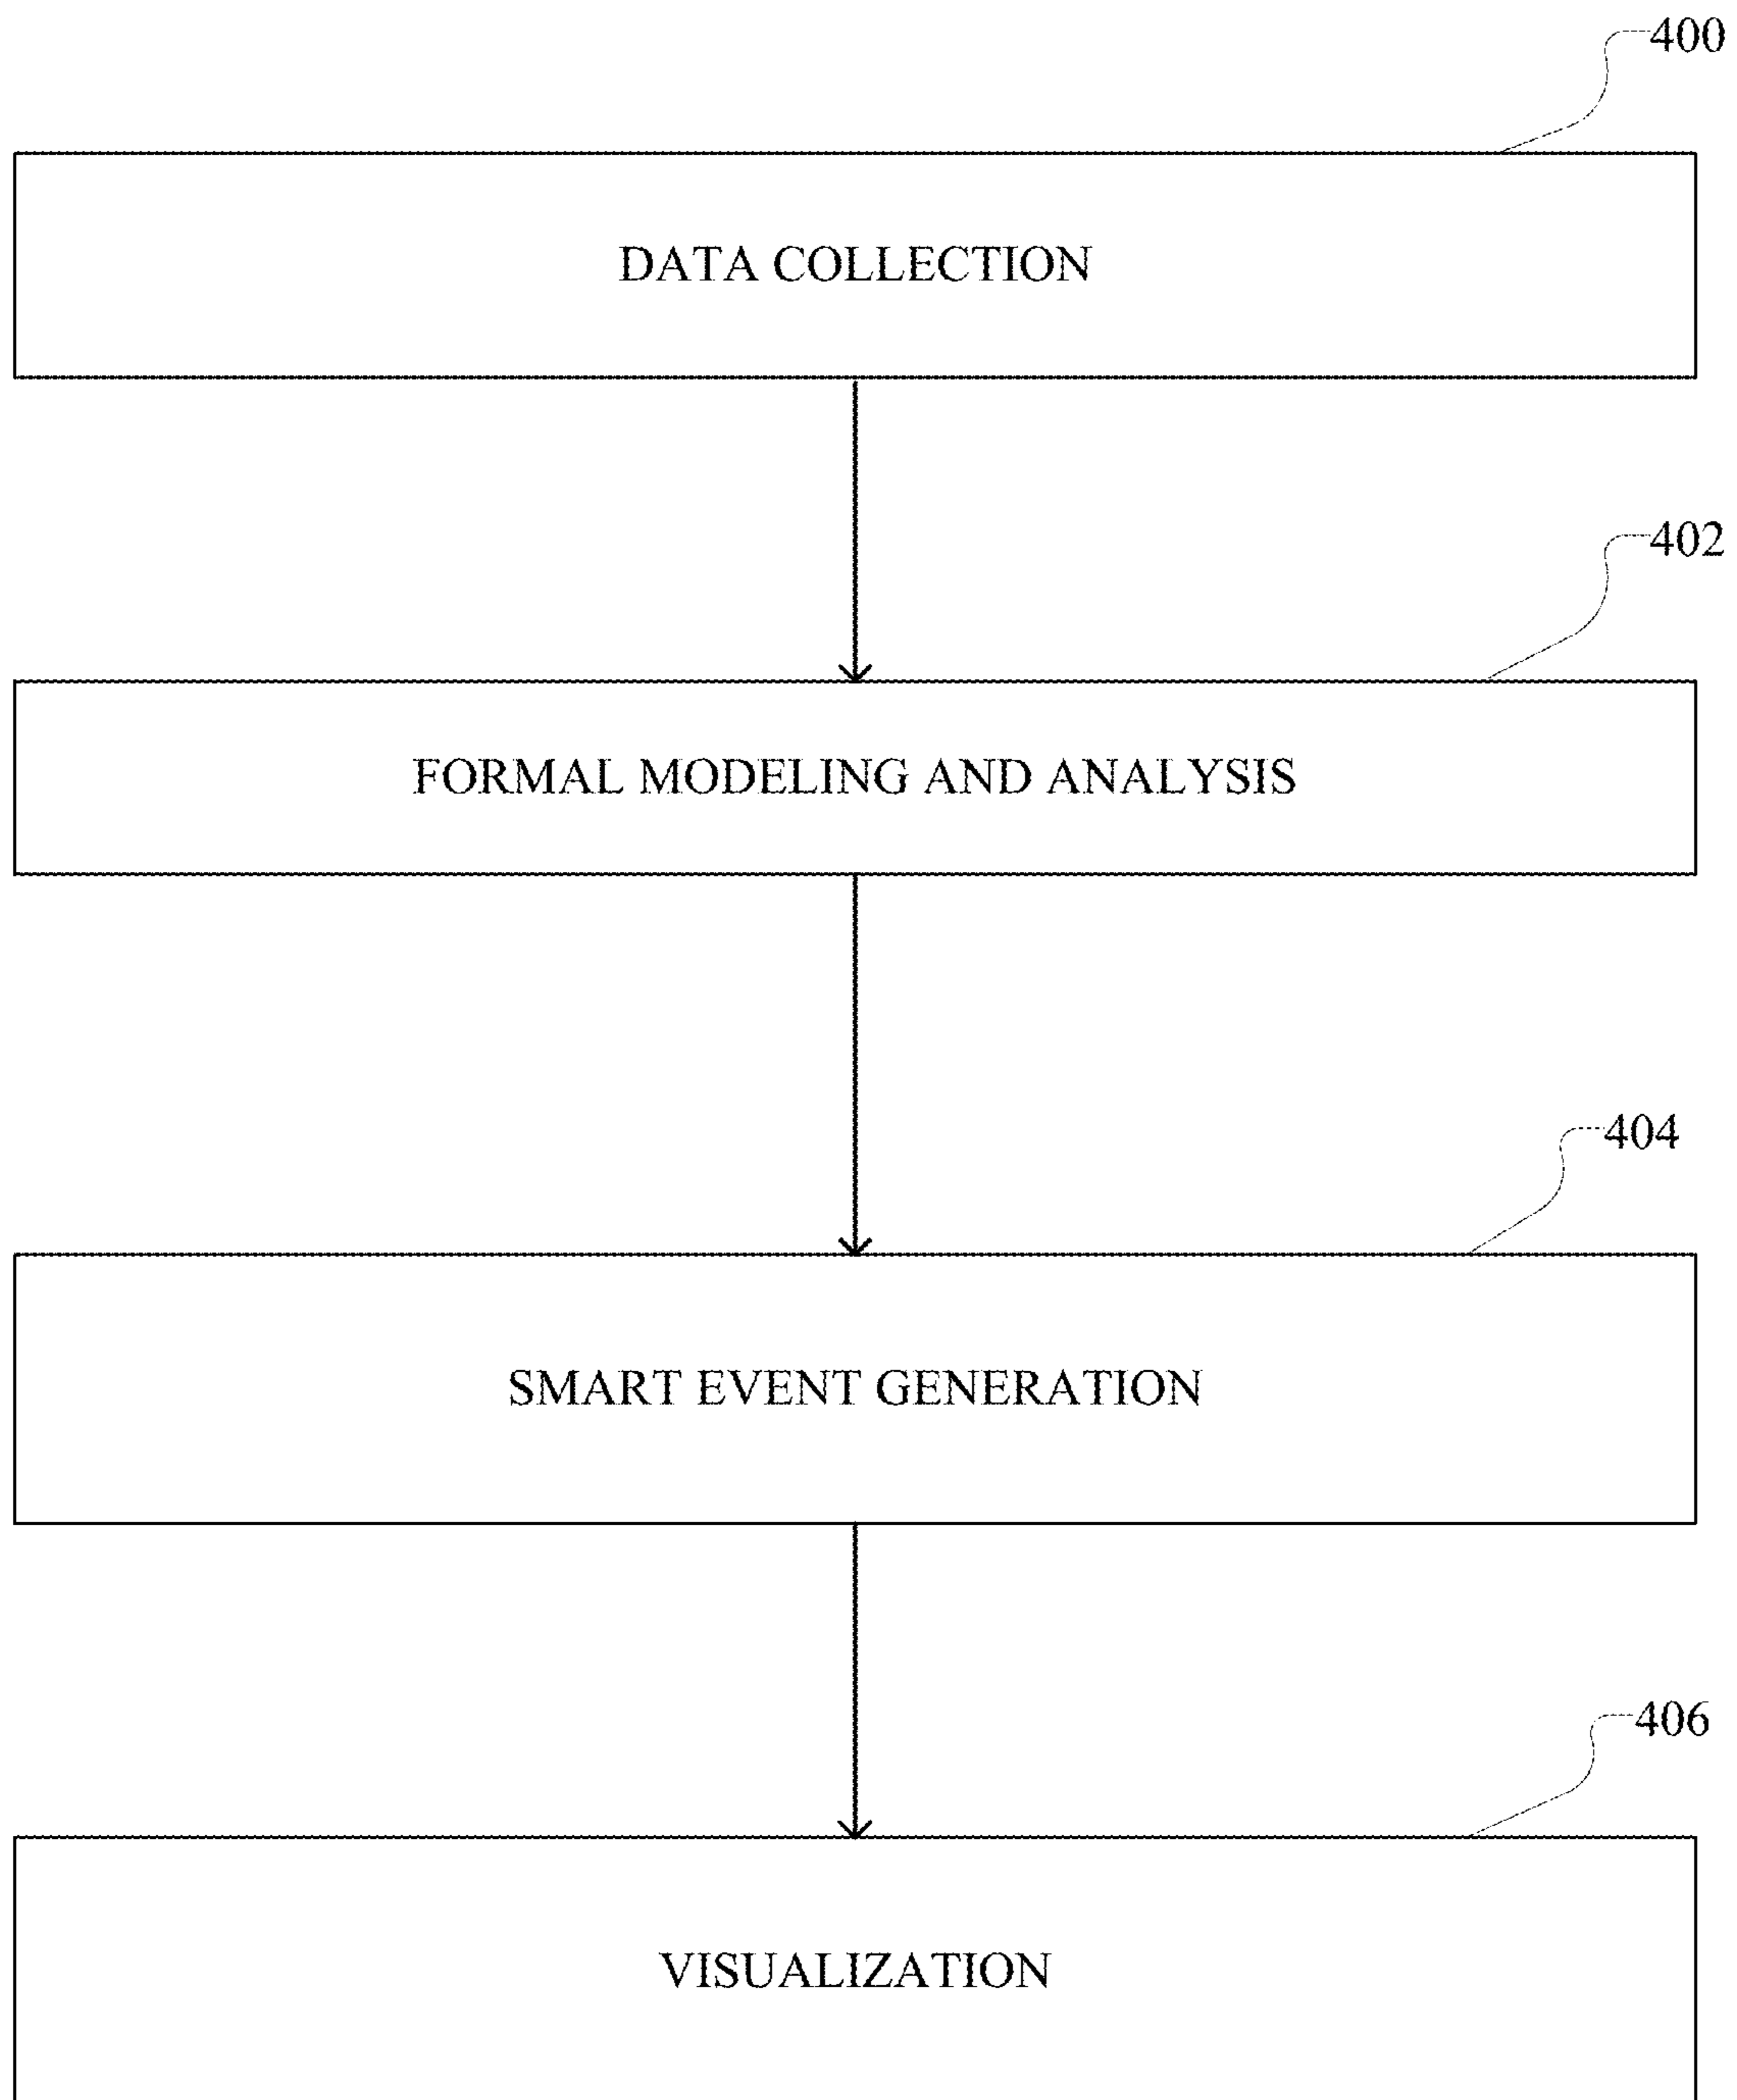 400
DATA COLLECTION
402
FORMAL MODELING AND ANALYSIS
404
SMART EVENT GENERATION
406
VISUALIZATION